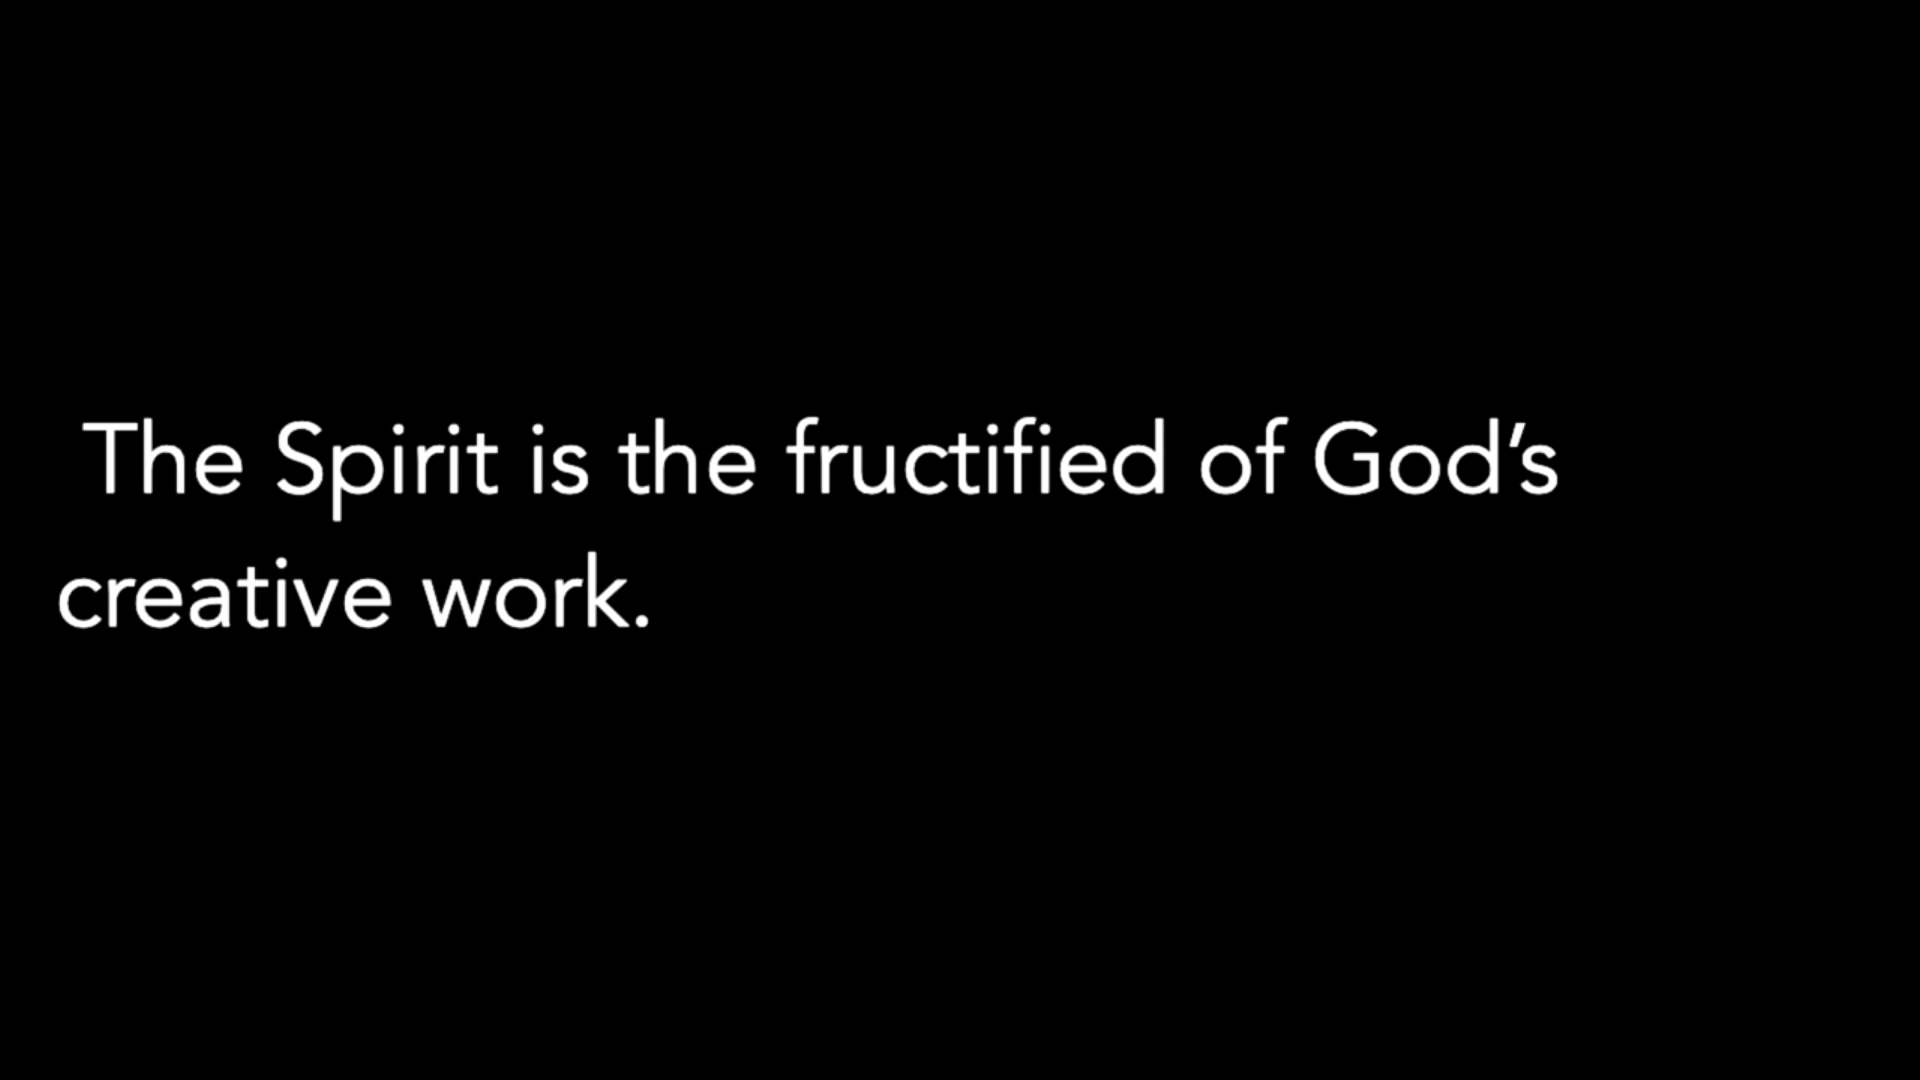 The Spirit is the fructified of God’s
creative work.